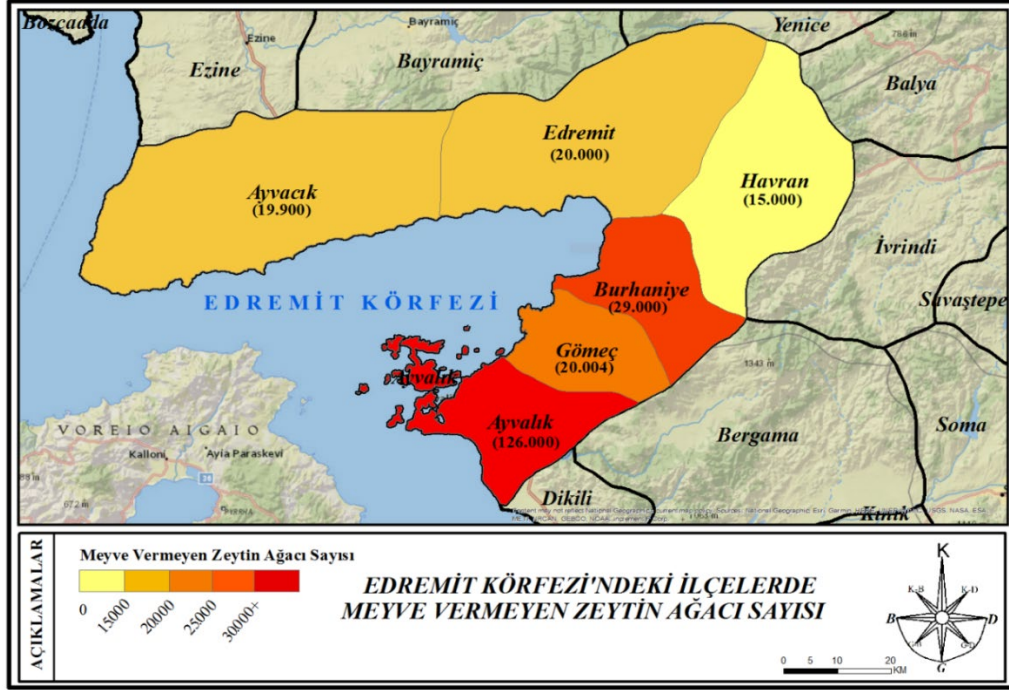 Bozcaada
Ezine
Ezine
Bayramiç
Bayramiç
Yenice
Balya
Edremit
(20.000)
Havran
(15.000)
Ayvacık
(19.900)
İvrindi
EDREMİT KÖRFEZİ
Burhaniye
(29.000)
Savaştepe
Gömeç
(20.004)
1343 m
Ayvalık
Ayvalık
(126.000)
Bergama
Soma
VOREIO AIGAIO
Kalloni
Ayia Paraskevi
36
Dikili
AÇIKLAMALAR
Meyve Vermeyen Zeytin Ağacı Sayısı
0
15000
20000
25000
30000+
EDREMİT KÖRFEZİ'NDEKİ İLÇELERDE
MEYVE VERMEYEN ZEYTİN AĞACI SAYISI
K
K-B
K-D
B
D
G-B
G-D
G
0 5 10 20
KM